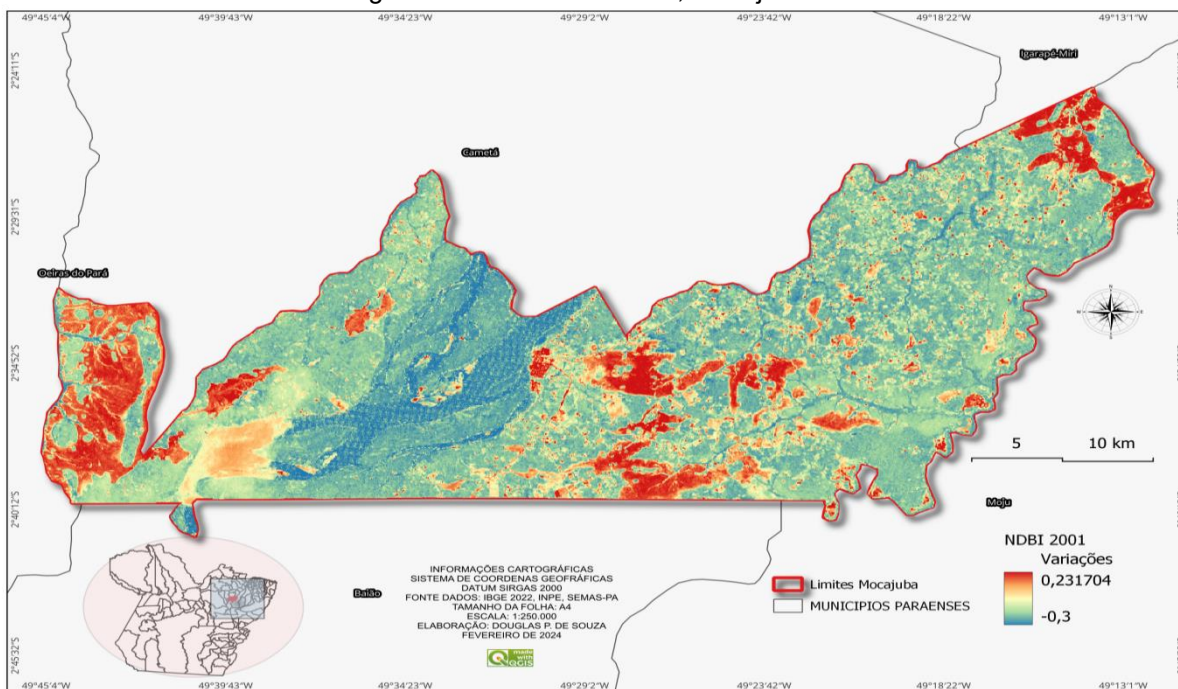 49°45'4"W 49°39'43"W 49°34'23"W 49°29'2"W 49°23'42"W 49°18'22"W 49°13'1"W
2°24'11"S
2°29'31"S
2°34'52"S
2°40'12"S
2°45'32"S
Igarapé-Miri
Cametá
Oeiras do Pará
5 10 km
Moju
Baião
INFORMAÇÕES CARTOGRÁFICAS
SISTEMA DE COORDENAS GEOFRÁFICAS
DATUM SIRGAS 2000
FONTE DADOS: IBGE 2022, INPE, SEMAS-PA
TAMANHO DA FOLHA: A4
ESCALA: 1:250.000
ELABORAÇÃO: DOUGLAS P. DE SOUZA
FEVEREIRO DE 2024
made
with
QGIS
Limites Mocajuba
MUNICIPIOS PARAENSES
NDBI 2001
Variações
0,231704
-0,3
49°45'4"W 49°39'43"W 49°34'23"W 49°29'2"W 49°23'42"W 49°18'22"W 49°13'1"W